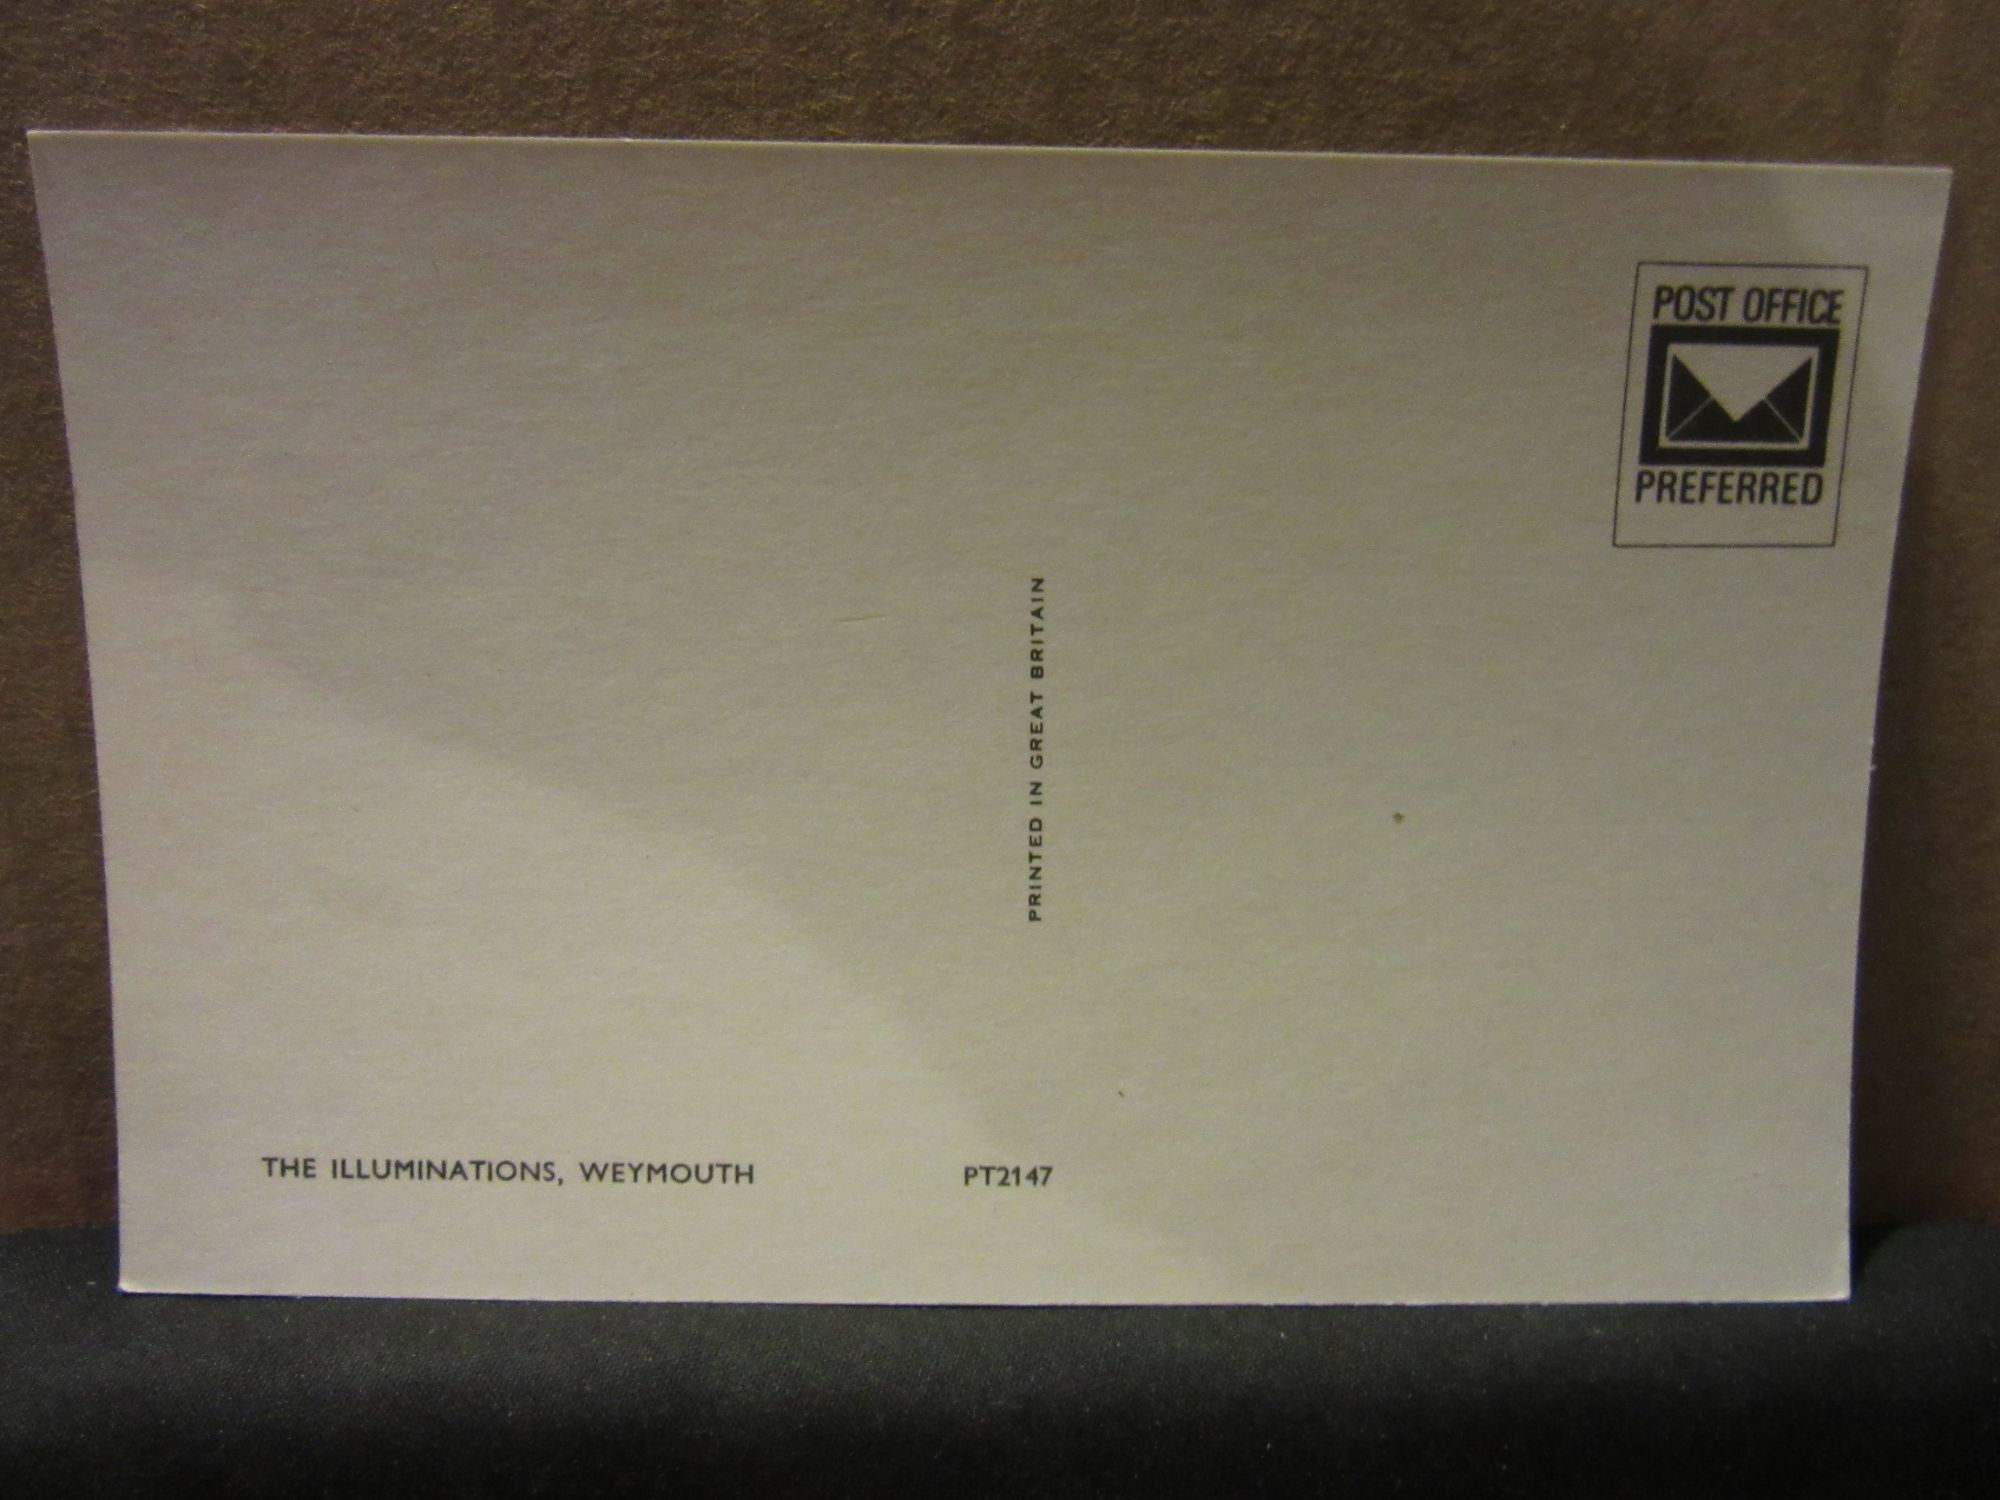 POST OFFICE
PREFERRED
PRINTED IN GREAT BRITAIN
THE ILLUMINATIONS, WEYMOUTH
PT2147